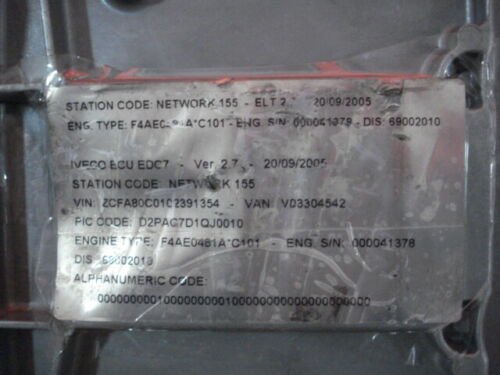 STATION CODE: NETWORK 155 - ELT 2. 20/09/2005
ENG. TYPE: - ENG. S/N: 000041378 - DIS: 69002010
IVECO ECU EDC7 - Ver. 2.7 - 20/09/2005
STATION CODE: NETWORK 155
VIN: ZCFA80C0102391354 - VAN: V03304542
PIC CODE: D2PAC7D1QJ0010
ENGINE TYPE: F4AE0481A*C101 - ENG. S/N: 000041378
DIS: 69002010
ALPHANUMERIC CODE: